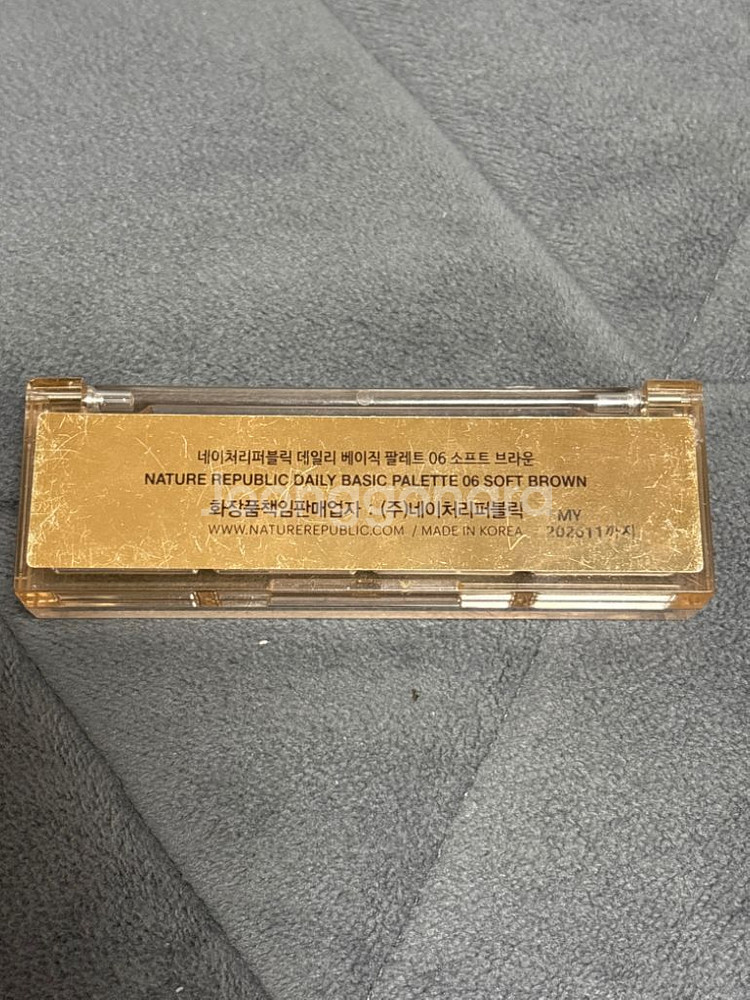 네이처리퍼블릭 데일리 베이직 팔레트 06 소프트 브라운
NATURE REPUBLIC DAILY BASIC PALETTE 06 SOFT BROWN
화장품책임판매업자 : (주)네이처리퍼블릭
WWW.NATUREREPUBLIC.COM / MADE IN KOREA
Joonggonara
202611까지